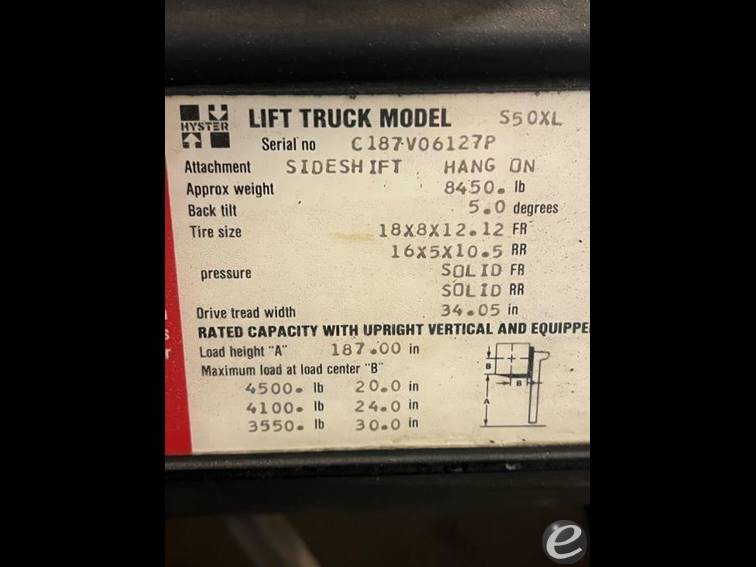 HYSTER LIFT TRUCK MODEL S50XL
Serial no C187V06127P
Attachment SIDESHIFT HANG ON
Approx weight 8450. lb
Back tilt 5.0 degrees
Tire size 18X8X12.12 FR
16X5X10.5 RR
pressure SOLID FR
SOLID RR
Drive tread width 34.05 in
RATED CAPACITY WITH UPRIGHT VERTICAL AND EQUIPPE
Load height "A" 187.00 in
Maximum load at load center "B"
4500. lb 20.0 in
4100. lb 24.0 in
3550. lb 30.0 in
B
B
A
e